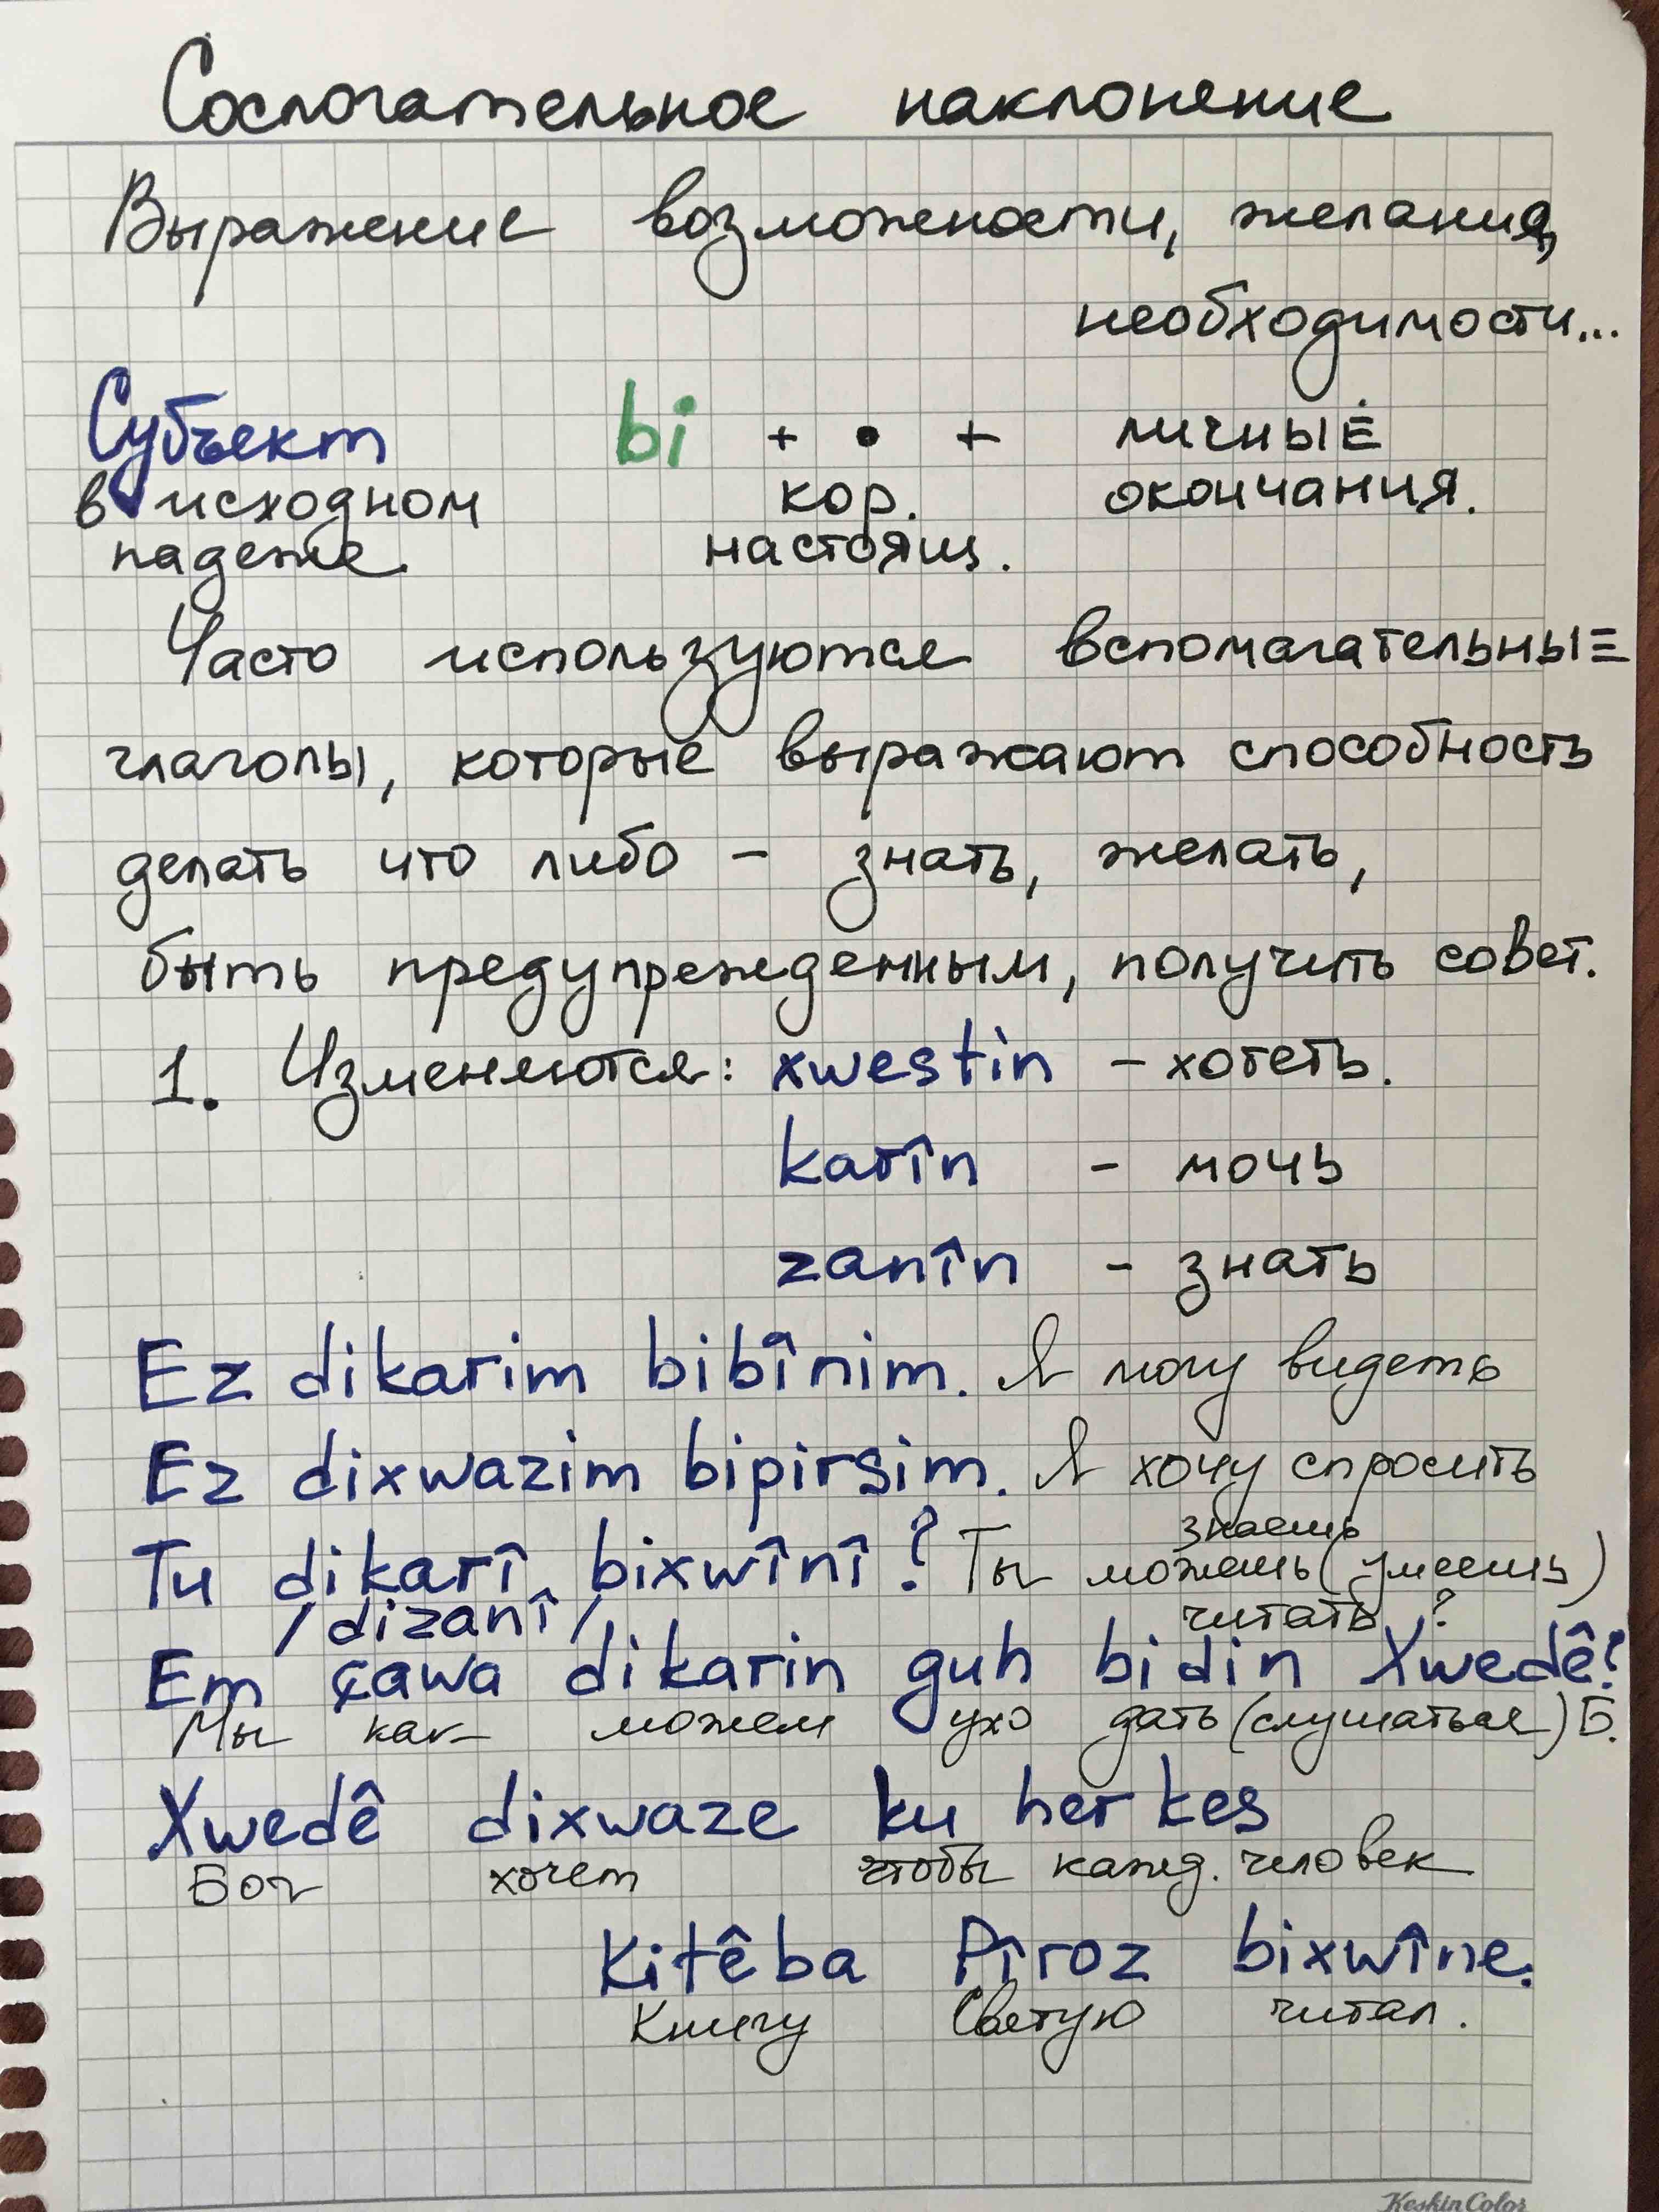 Сослогательное наклонение
Выражение возможности, желания,
необходимости...
Субъект bi + • + личные
в исходном кор. окончания.
падеже. настоящ.
Часто используются вспомагательные
глаголы, которые выражают способность
делать что либо - знать, желать,
быть предупрежденным, получить совет.
1. Изменяются: xwestin - хотеть.
karîn - мочь
zanîn - знать
Ez dikarim bibînim. Я могу видеть
Ez dixwazim bipirsim. Я хочу спросить
знаешь
Tu dikarî bixwînî? Ты можешь (умеешь)
/dizanî/ читать ?
Em çawa dikarin guh bidin Xwedê?
Мы как можем ухо дать (слушаться) Б.
Xwedê dixwaze ku her kes
Бог хочет чтобы кажд. человек
Kitêba Pîroz bixwîne.
Книгу Святую читал.
KeskinColor